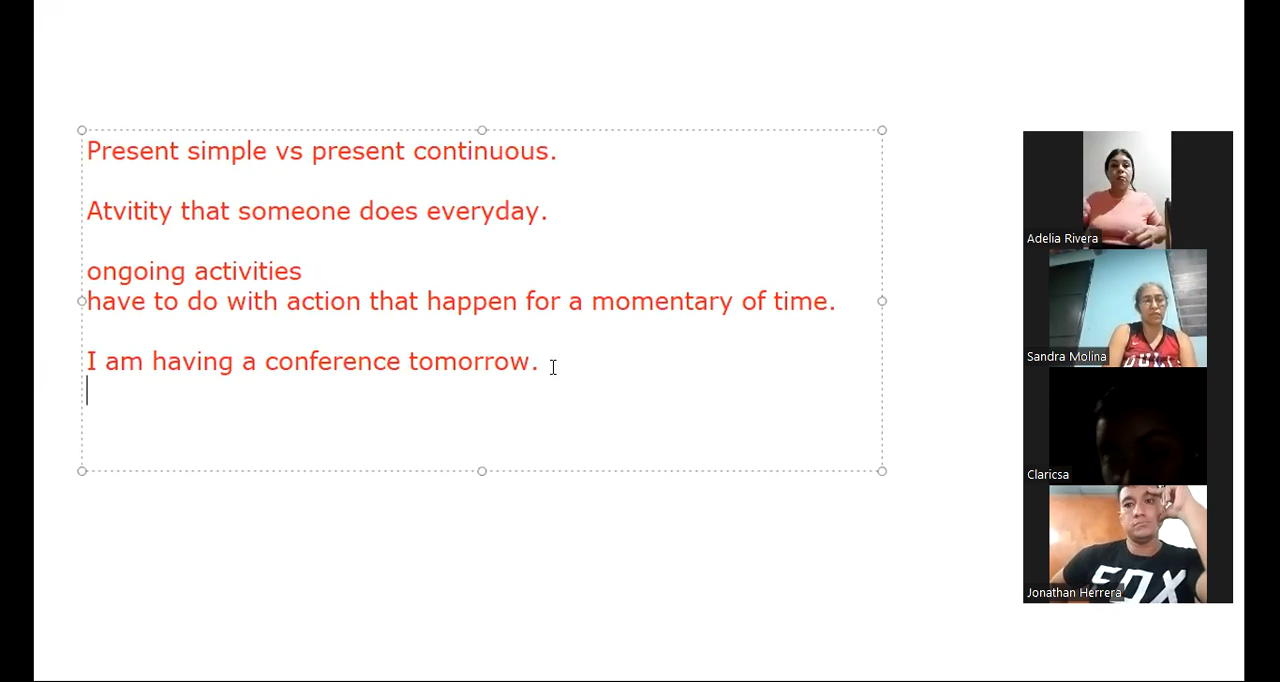 Present simple vs present continuous.
Atvitity that someone does everyday.
ongoing activities
have to do with action that happen for a momentary of time.
I am having a conference tomorrow.
Adelia Rivera
Sandra Molina
Claricsa
FOX
Jonathan Herrera